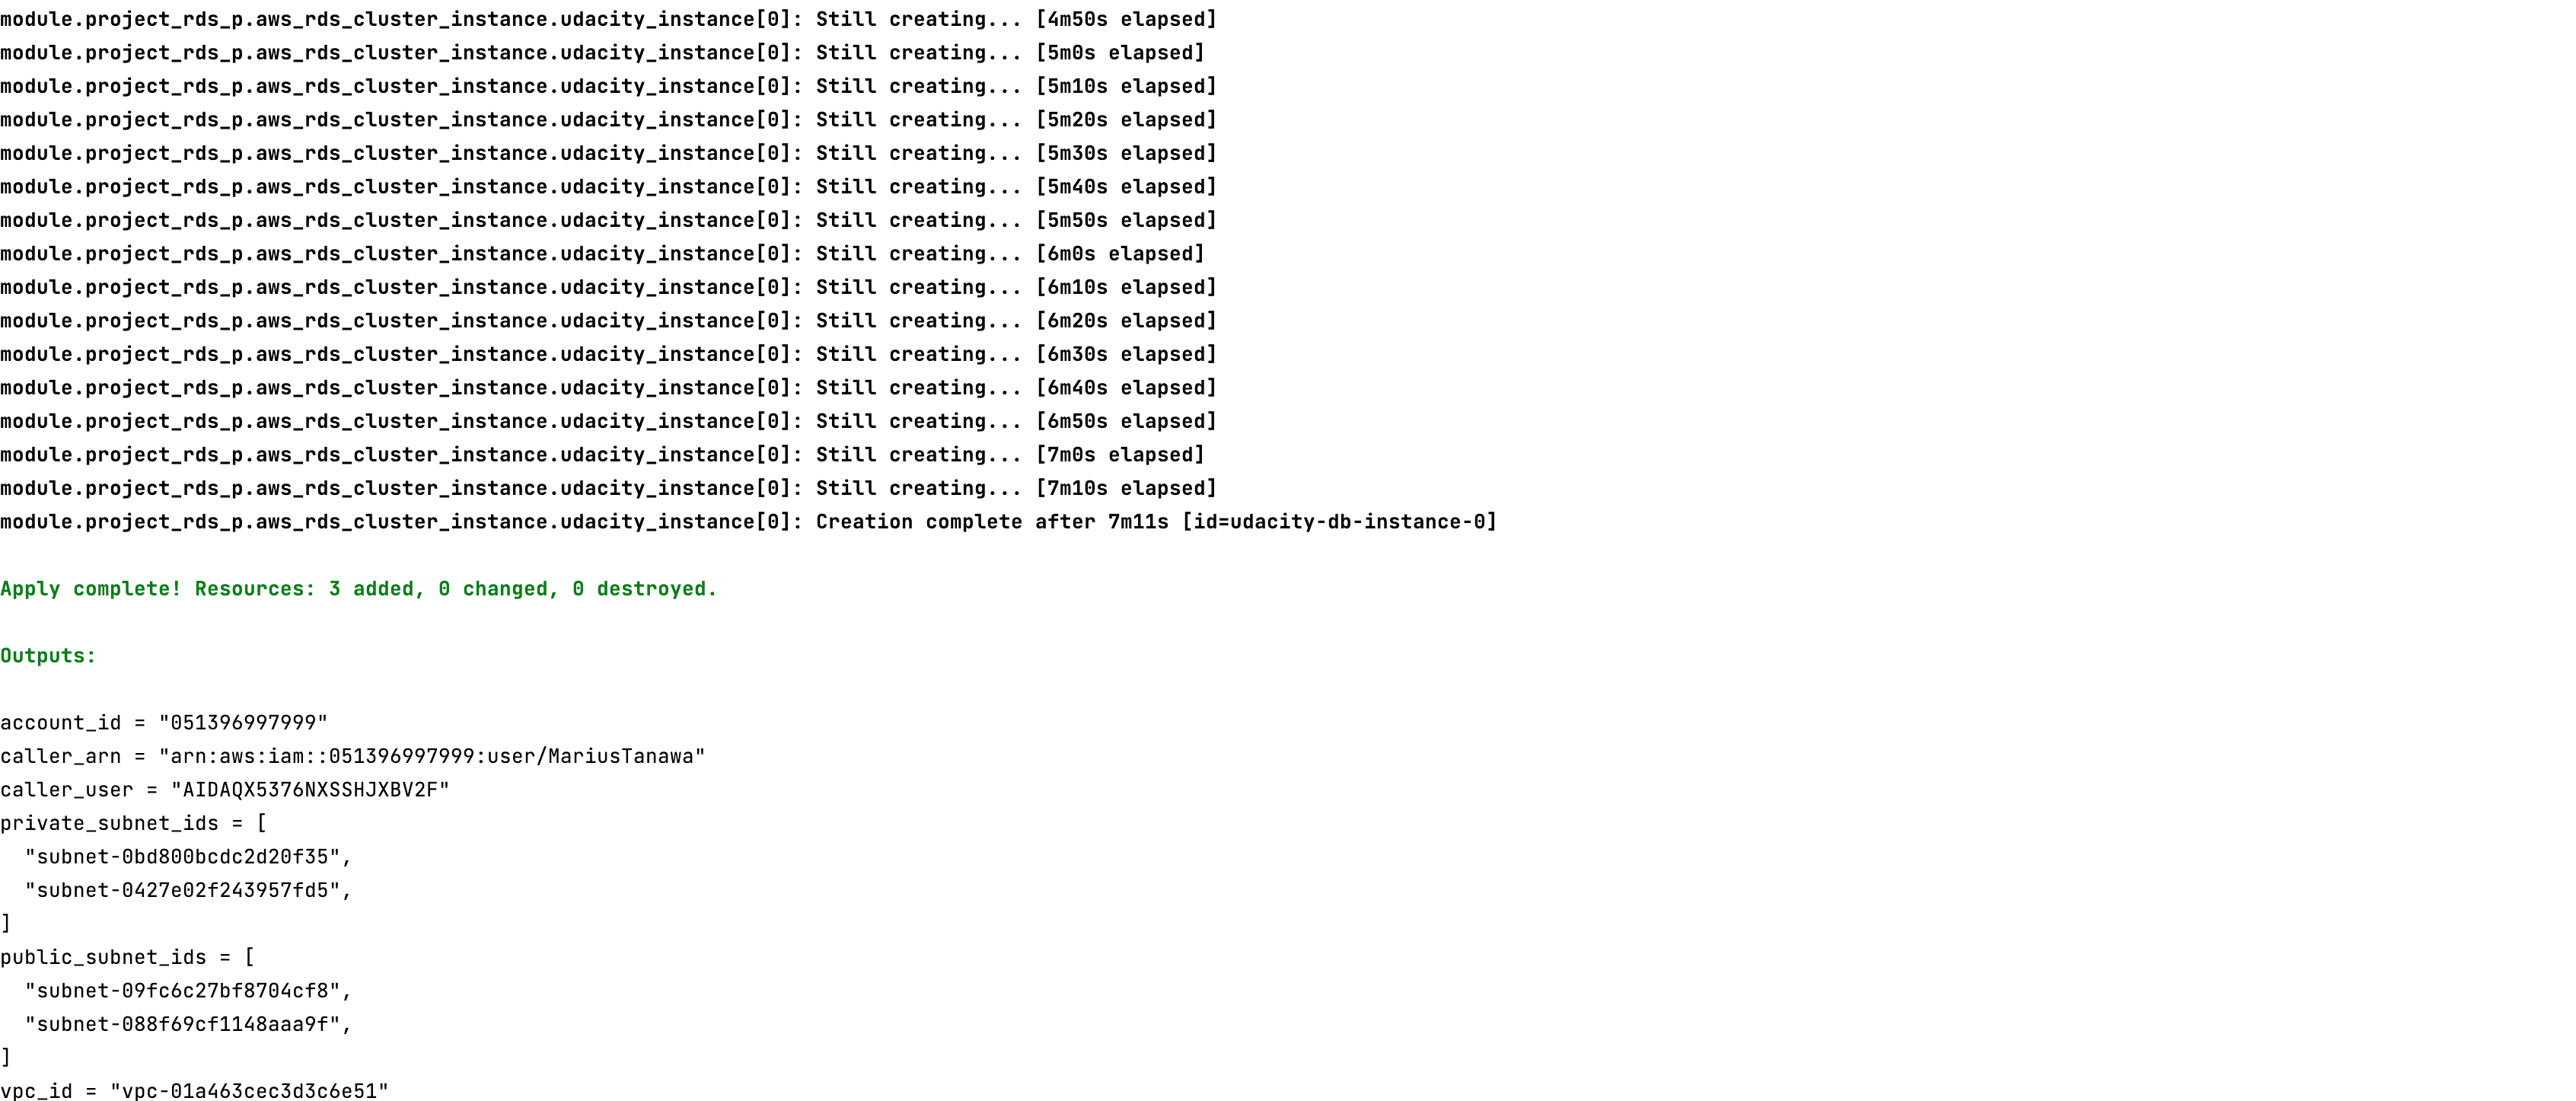 module.project_rds_p.aws_rds_cluster_instance.udacity_instance[0]: Still creating... [4m50s elapsed]
module.project_rds_p.aws_rds_cluster_instance.udacity_instance[0]: Still creating... [5m0s elapsed]
module.project_rds_p.aws_rds_cluster_instance.udacity_instance[0]: Still creating... [5m10s elapsed]
module.project_rds_p.aws_rds_cluster_instance.udacity_instance[0]: Still creating... [5m20s elapsed]
module.project_rds_p.aws_rds_cluster_instance.udacity_instance[0]: Still creating... [5m30s elapsed]
module.project_rds_p.aws_rds_cluster_instance.udacity_instance[0]: Still creating... [5m40s elapsed]
module.project_rds_p.aws_rds_cluster_instance.udacity_instance[0]: Still creating... [5m50s elapsed]
module.project_rds_p.aws_rds_cluster_instance.udacity_instance[0]: Still creating... [6m0s elapsed]
module.project_rds_p.aws_rds_cluster_instance.udacity_instance[0]: Still creating... [6m10s elapsed]
module.project_rds_p.aws_rds_cluster_instance.udacity_instance[0]: Still creating... [6m20s elapsed]
module.project_rds_p.aws_rds_cluster_instance.udacity_instance[0]: Still creating... [6m30s elapsed]
module.project_rds_p.aws_rds_cluster_instance.udacity_instance[0]: Still creating... [6m40s elapsed]
module.project_rds_p.aws_rds_cluster_instance.udacity_instance[0]: Still creating... [6m50s elapsed]
module.project_rds_p.aws_rds_cluster_instance.udacity_instance[0]: Still creating... [7m0s elapsed]
module.project_rds_p.aws_rds_cluster_instance.udacity_instance[0]: Still creating... [7m10s elapsed]
module.project_rds_p.aws_rds_cluster_instance.udacity_instance[0]: Creation complete after 7m11s [id=udacity-db-instance-0]
Apply complete! Resources: 3 added, 0 changed, 0 destroyed.
Outputs:
account_id = "051396997999"
caller_arn = "arn:aws:iam::051396997999:user/MariusTanawa"
caller_user = "AIDAQX5376NXSSHJXBV2F"
private_subnet_ids = [
  "subnet-0bd800bcdc2d20f35",
  "subnet-0427e02f243957fd5",
]
public_subnet_ids = [
  "subnet-09fc6c27bf8704cf8",
  "subnet-088f69cf1148aaa9f",
]
vpc_id = "vpc-01a463cec3d3c6e51"